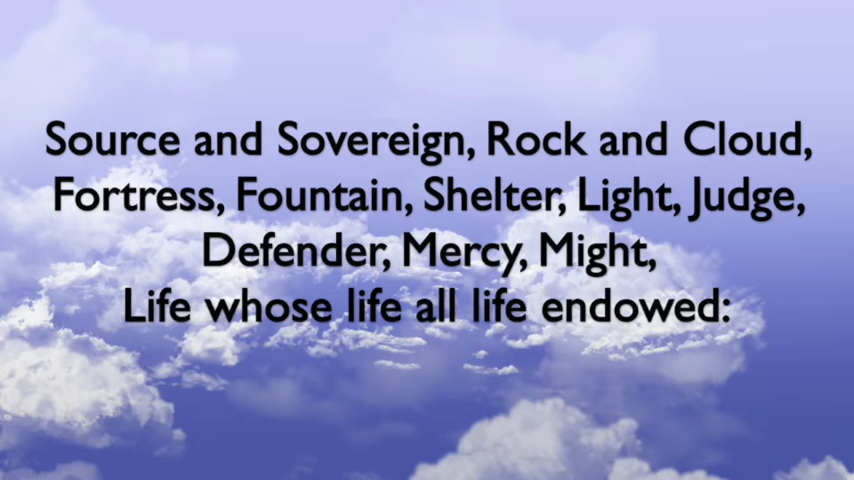 Source and Sovereign, Rock and Cloud,
Fortress, Fountain, Shelter, Light, Judge,
Defender, Mercy, Might,
Life whose life all life endowed: